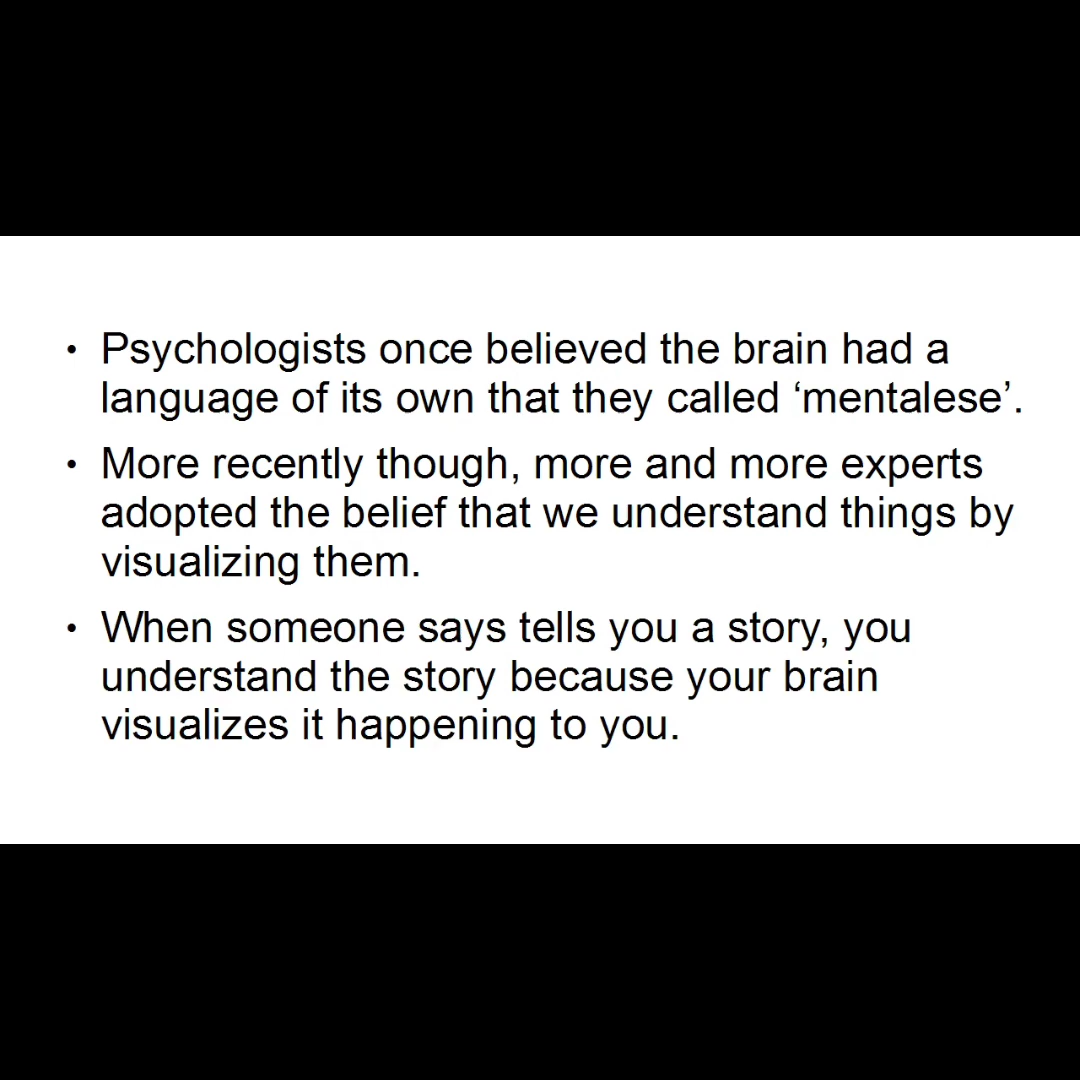 • Psychologists once believed the brain had a
language of its own that they called ‘mentalese’.
• More recently though, more and more experts
adopted the belief that we understand things by
visualizing them.
• When someone says tells you a story, you
understand the story because your brain
visualizes it happening to you.